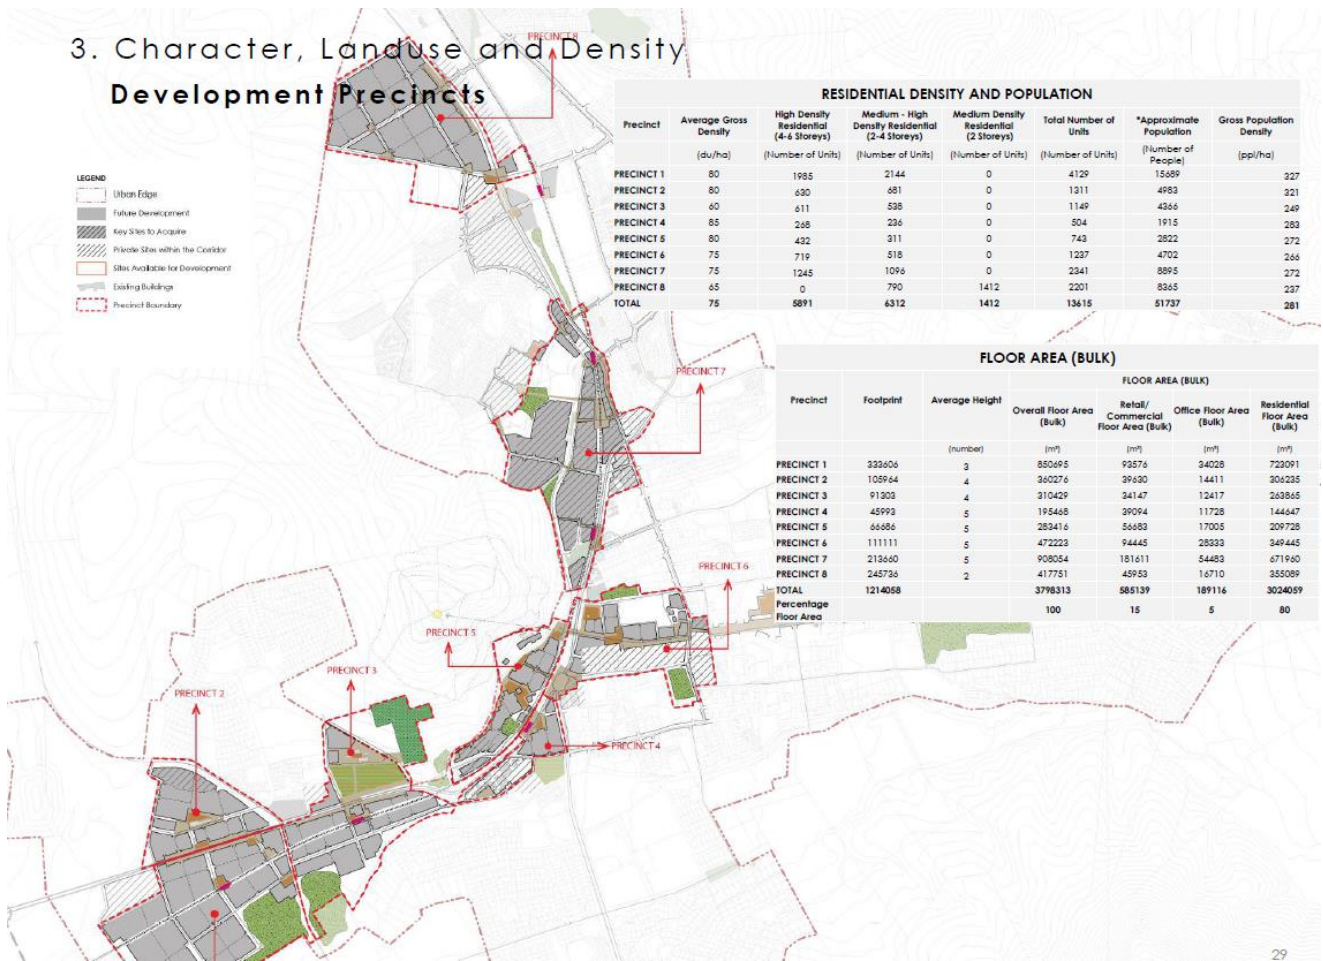 3. Character, Landuse and Density
Development Precincts
PRECINCT 8
LEGEND
Urban Edge
Future Development
Key Sites to Acquire
Private Sites within the Corridor
Sites Available for Development
Existing Buildings
Precinct Boundary
RESIDENTIAL DENSITY AND POPULATION
Precinct Average Gross Density High Density Residential (4-6 Storeys) Medium - High Density Residential (2-4 Storeys) Medium Density Residential (2 Storeys) Total Number of Units *Approximate Population Gross Population Density
(du/ha) (Number of Units) (Number of Units) (Number of Units) (Number of Units) (Number of People) (ppl/ha)
PRECINCT 1 80 1985 2144 0 4129 15689 327
PRECINCT 2 80 630 681 0 1311 4983 321
PRECINCT 3 60 611 538 0 1149 4366 249
PRECINCT 4 85 268 236 0 504 1915 283
PRECINCT 5 80 432 311 0 743 2822 272
PRECINCT 6 75 719 518 0 1237 4702 266
PRECINCT 7 75 1245 1096 0 2341 8895 272
PRECINCT 8 65 0 790 1412 2201 8365 237
TOTAL 75 5891 6312 1412 13615 51737 281
FLOOR AREA (BULK)
FLOOR AREA (BULK)
Precinct Footprint Average Height Overall Floor Area (Bulk) Retail/ Commercial Floor Area (Bulk) Office Floor Area (Bulk) Residential Floor Area (Bulk)
(number) (m²) (m²) (m²) (m²)
PRECINCT 1 333606 3 850695 93576 34028 723091
PRECINCT 2 105964 4 360276 39630 14411 306235
PRECINCT 3 91303 4 310429 34147 12417 263865
PRECINCT 4 45993 5 195468 39094 11728 144647
PRECINCT 5 66686 5 283416 56683 17005 209728
PRECINCT 6 111111 5 472223 94445 28333 349445
PRECINCT 7 213660 5 908054 181611 54483 671960
PRECINCT 8 245736 2 417751 45953 16710 355089
TOTAL 1214058 3798313 585139 189116 3024059
Percentage Floor Area 100 15 5 80
PRECINCT 7
PRECINCT 6
PRECINCT 5
PRECINCT 3
PRECINCT 2
PRECINCT 4
29